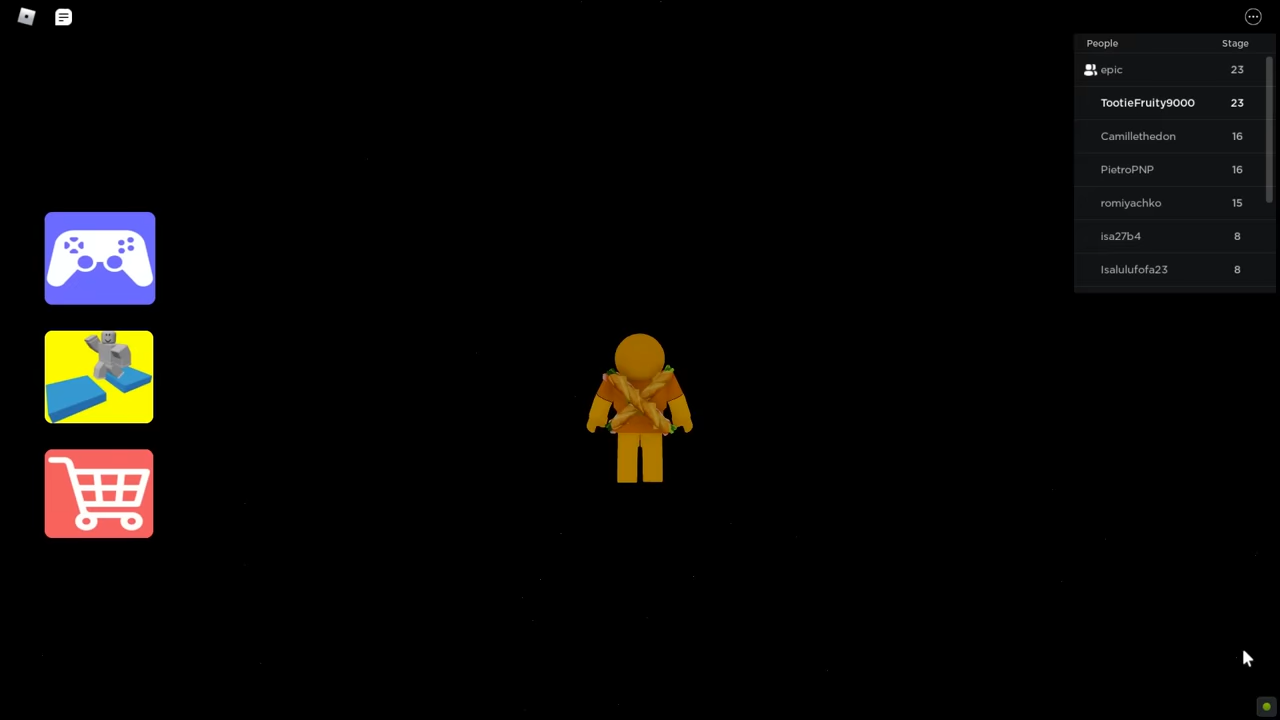 People Stage
epic 23
TootieFruity9000 23
Camillethedon 16
PietroPNP 16
romiyachko 15
isa27b4 8
Isalulufofa23 8